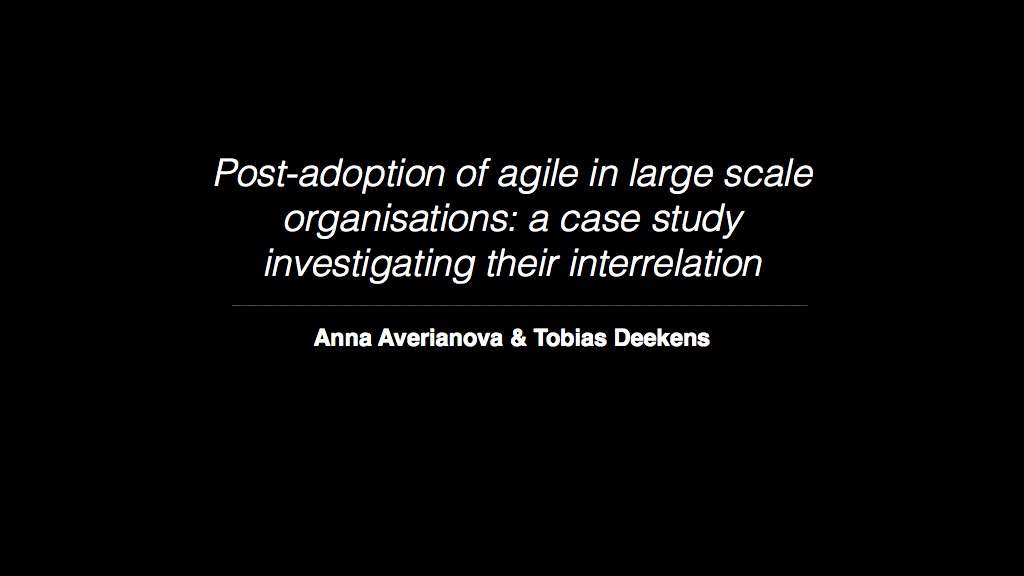 Post-adoption of agile in large scale
organisations: a case study
investigating their interrelation
Anna Averianova & Tobias Deekens